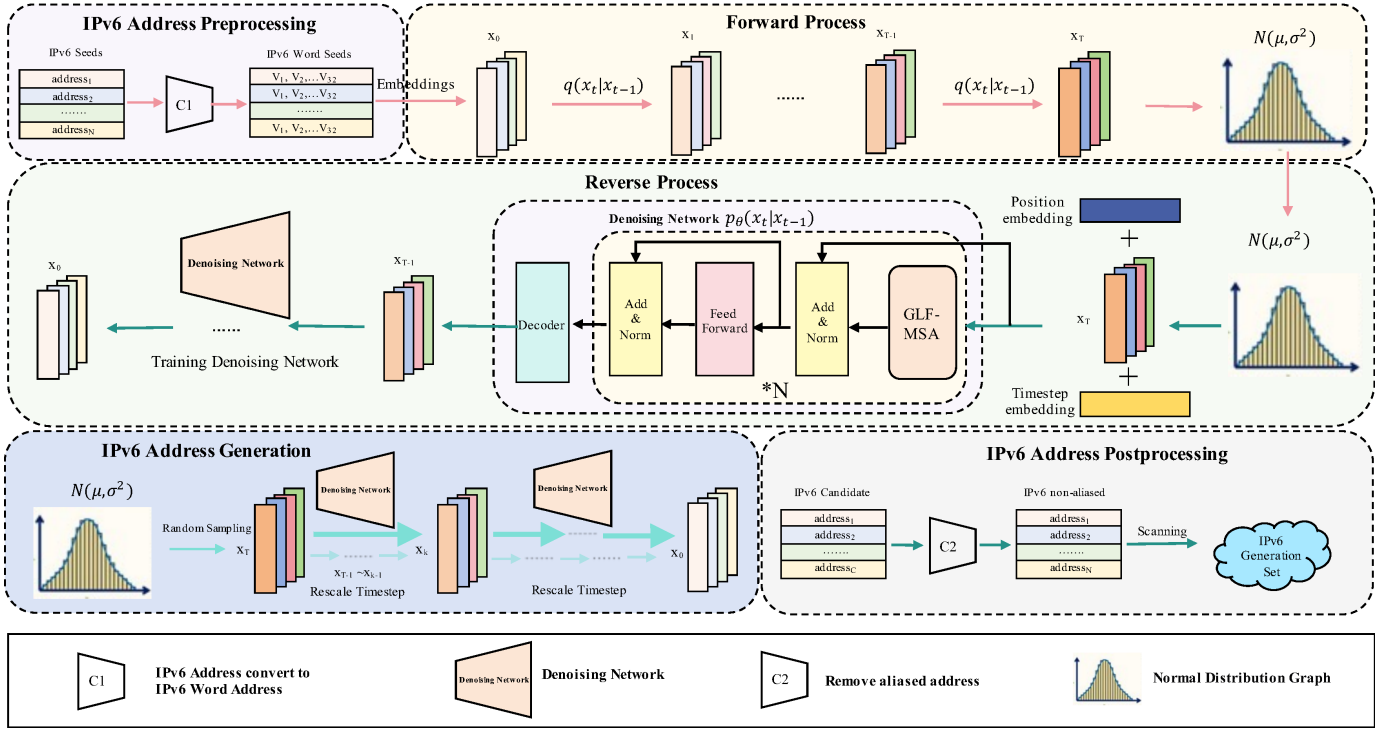 IPv6 Address Preprocessing
IPv6 Seeds
address1
address2
.......
addressN
C1
IPv6 Word Seeds
V1, V2,...V32
V1, V2,...V32
.......
V1, V2,...V32
Embeddings
Forward Process
x0
q(xt|xt−1)
x1
......
xT-1
q(xt|xt−1)
xT
N(μ,σ²)
Reverse Process
x0
Denoising Network
......
Training Denoising Network
xT-1
Denoising Network pθ(xt|xt−1)
Decoder
Add
&
Norm
Feed
Forward
Add
&
Norm
GLF-
MSA
*N
Position
embedding
+
xT
+
Timestep
embedding
N(μ,σ²)
IPv6 Address Generation
N(μ,σ²)
Random Sampling
xT
Denoising Network
......
xT-1 ~xk-1
Rescale Timestep
xk
Denoising Network
......
......
Rescale Timestep
x0
IPv6 Address Postprocessing
IPv6 Candidate
address1
address2
.......
addressC
C2
IPv6 non-aliased
address1
address2
.......
addressN
Scanning
IPv6
Generation
Set
C1
IPv6 Address convert to
IPv6 Word Address
Denoising Network
Denoising Network
C2
Remove aliased address
Normal Distribution Graph